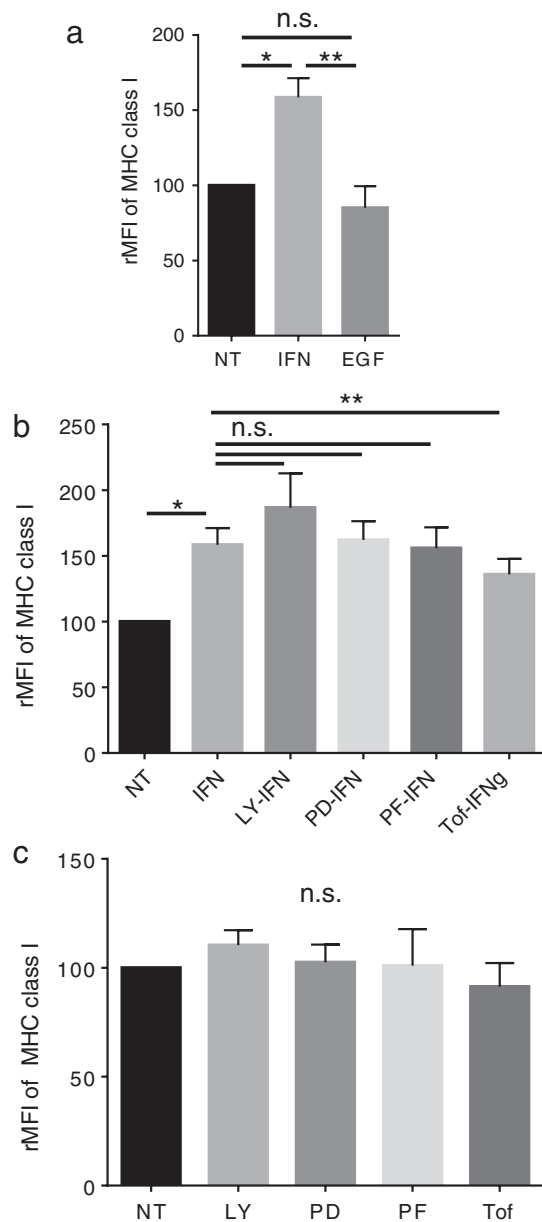 a
n.s.
* **
200
150
100
50
0
rMFI of MHC class I
NT IFN EGF
b
**
n.s.
*
250
200
150
100
50
0
rMFI of MHC class I
NT IFN LY-IFN PD-IFN PF-IFN Tof-IFNg
c
n.s.
150
100
50
0
rMFI of MHC class I
NT LY PD PF Tof